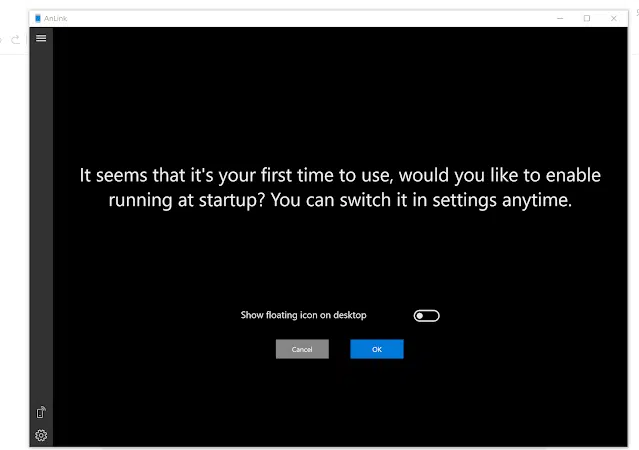 AnLink
It seems that it's your first time to use, would you like to enable
running at startup? You can switch it in settings anytime.
Show floating icon on desktop
Cancel
OK